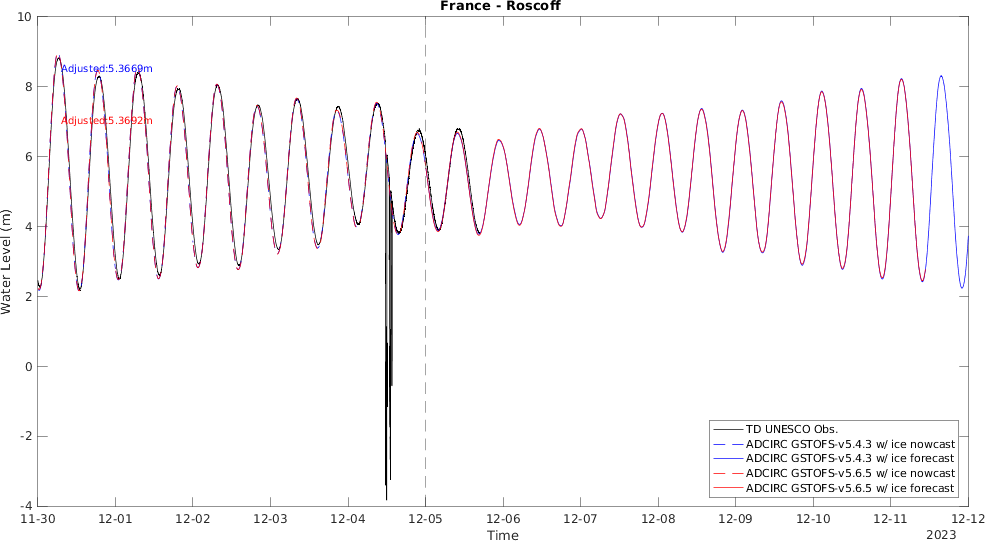 France - Roscoff
10
8
6
4
2
0
-2
-4
Water Level (m)
Adjusted:5.3669m
Adjusted:5.3692m
TD UNESCO Obs.
ADCIRC GSTOFS-v5.4.3 w/ ice nowcast
ADCIRC GSTOFS-v5.4.3 w/ ice forecast
ADCIRC GSTOFS-v5.6.5 w/ ice nowcast
ADCIRC GSTOFS-v5.6.5 w/ ice forecast
11-30 12-01 12-02 12-03 12-04 12-05 12-06 12-07 12-08 12-09 12-10 12-11 12-12
Time
2023